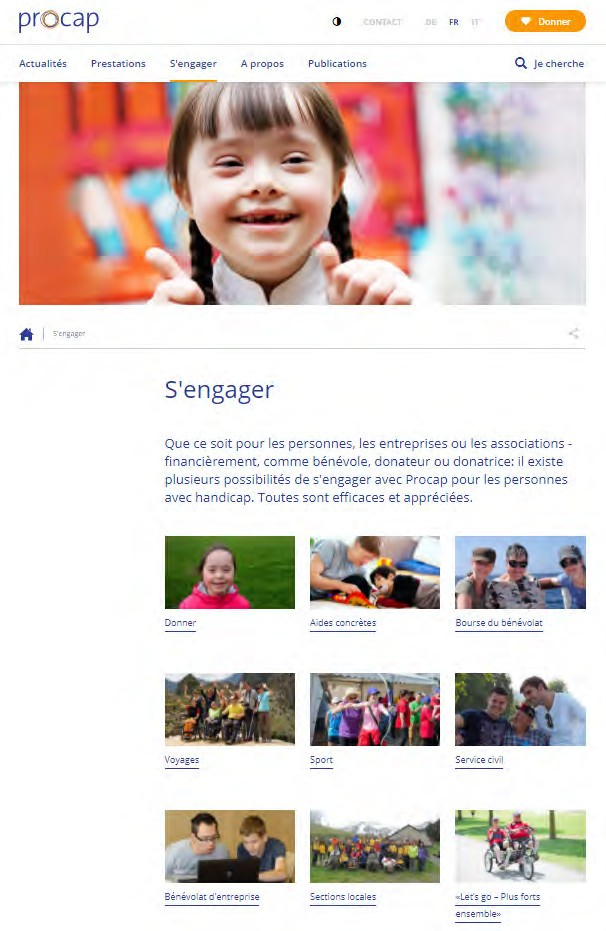 procap
CONTACT DE FR IT Donner
Actualités Prestations S'engager A propos Publications Je cherche
S'engager
S'engager
Que ce soit pour les personnes, les entreprises ou les associations -
financièrement, comme bénévole, donateur ou donatrice: il existe
plusieurs possibilités de s'engager avec Procap pour les personnes
avec handicap. Toutes sont efficaces et appréciées.
Donner Aides concrètes Bourse du bénévolat
Voyages Sport Service civil
Bénévolat d'entreprise Sections locales «Let's go – Plus forts
ensemble»